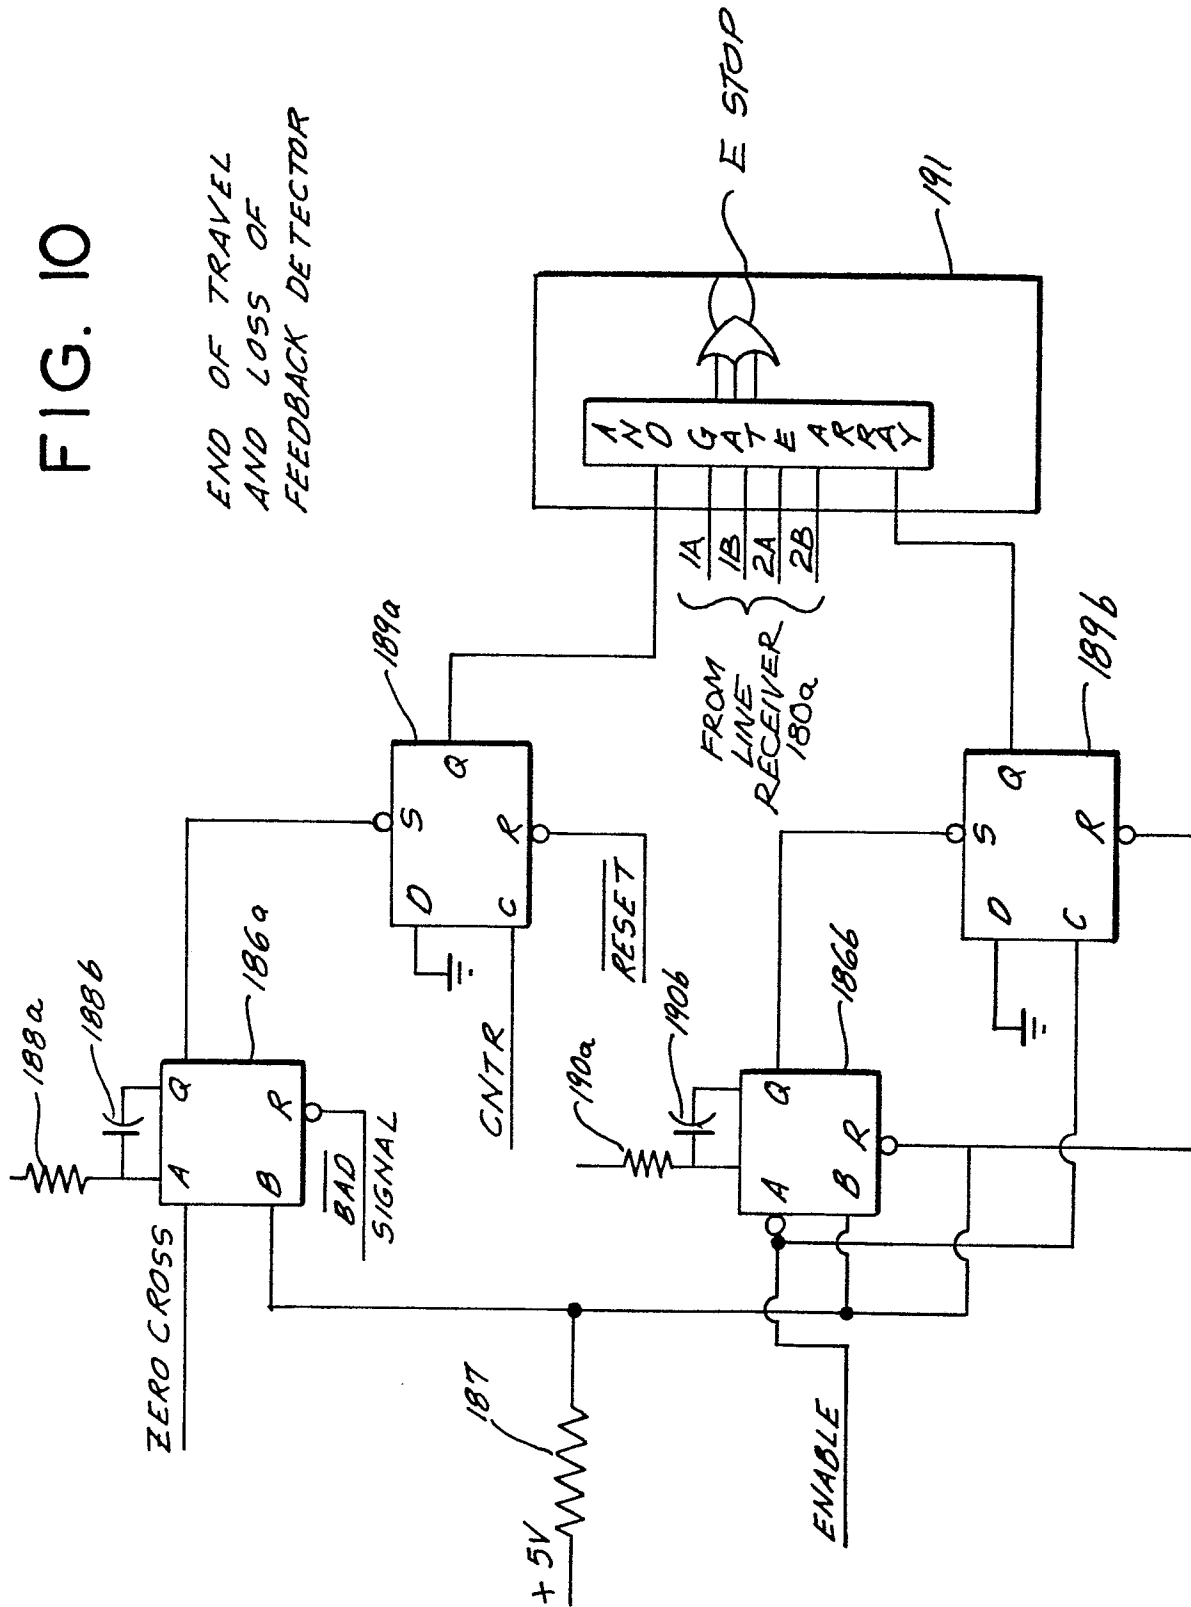 FIG. 10
END OF TRAVEL
AND LOSS OF
FEEDBACK DETECTOR
188a
188b
186a
ZERO CROSS
A
Q
B
R
BAD
SIGNAL
189a
D
S
Q
C
R
CNTR
RESET
+5V
187
ENABLE
190a
190b
186b
A
Q
B
R
189b
D
S
Q
C
R
FROM
LINE
RECEIVER
180a
1A
1B
2A
2B
AND
GATE
ARRAY
E STOP
191